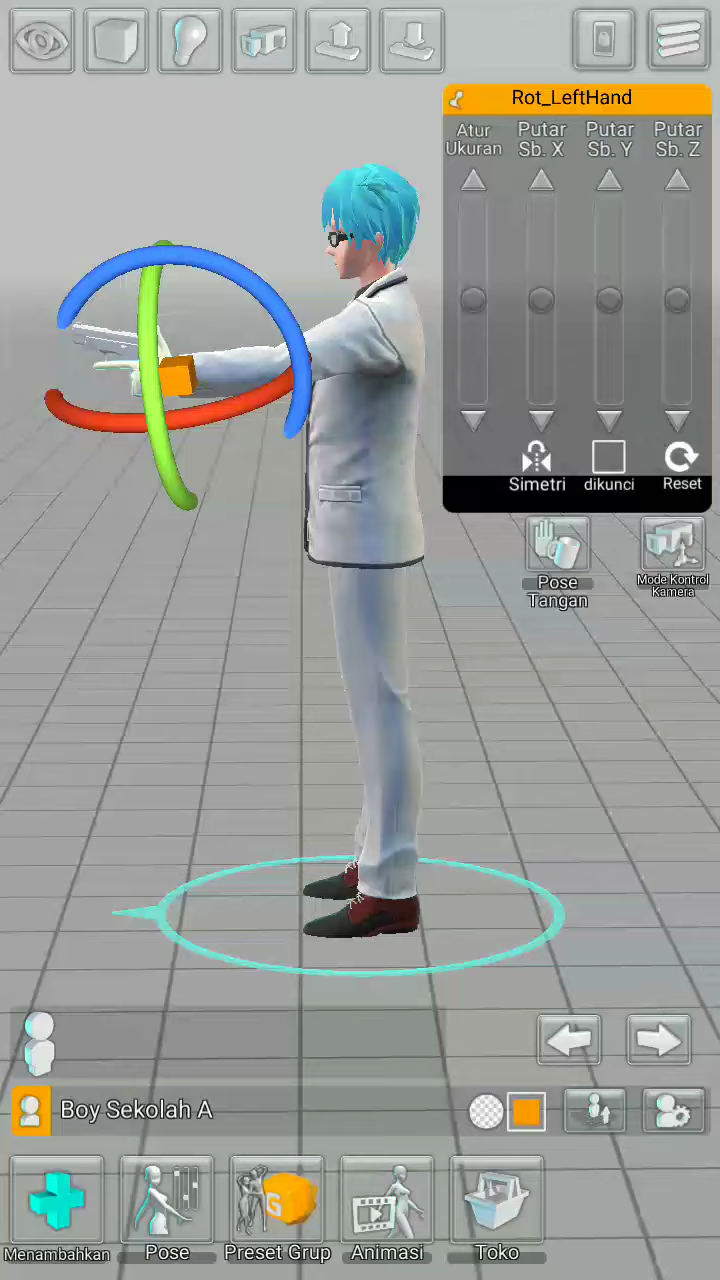 Rot_LeftHand
Atur Ukuran
Putar Sb. X
Putar Sb. Y
Putar Sb. Z
Simetri
dikunci
Reset
Pose Tangan
Mode Kontrol Kamera
Boy Sekolah A
G
Menambahkan
Pose
Preset Grup
Animasi
Toko